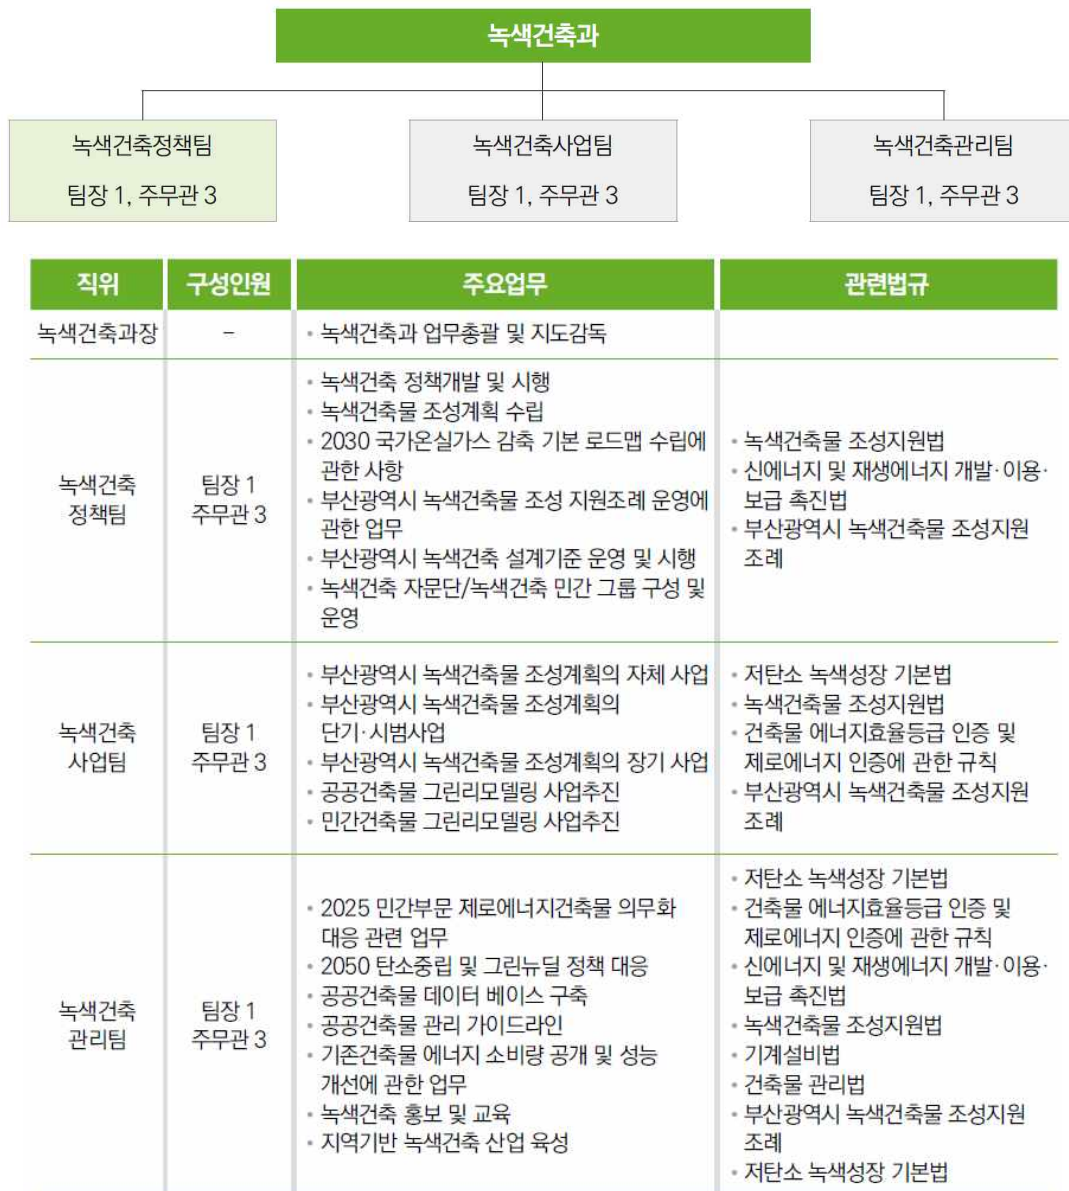 녹색건축과
녹색건축정책팀
팀장 1, 주무관 3
녹색건축사업팀
팀장 1, 주무관 3
녹색건축관리팀
팀장 1, 주무관 3
직위 구성인원 주요업무 관련법규
녹색건축과장 - • 녹색건축과 업무총괄 및 지도감독
녹색건축
정책팀
팀장 1
주무관 3
• 녹색건축 정책개발 및 시행
• 녹색건축물 조성계획 수립
• 2030 국가온실가스 감축 기본 로드맵 수립에
관한 사항
• 부산광역시 녹색건축물 조성 지원조례 운영에
관한 업무
• 부산광역시 녹색건축 설계기준 운영 및 시행
• 녹색건축 자문단/녹색건축 민간 그룹 구성 및
운영
• 녹색건축물 조성지원법
• 신에너지 및 재생에너지 개발·이용·
보급 촉진법
• 부산광역시 녹색건축물 조성지원
조례
녹색건축
사업팀
팀장 1
주무관 3
• 부산광역시 녹색건축물 조성계획의 자체 사업
• 부산광역시 녹색건축물 조성계획의
단기·시범사업
• 부산광역시 녹색건축물 조성계획의 장기 사업
• 공공건축물 그린리모델링 사업추진
• 민간건축물 그린리모델링 사업추진
• 저탄소 녹색성장 기본법
• 녹색건축물 조성지원법
• 건축물 에너지효율등급 인증 및
제로에너지 인증에 관한 규칙
• 부산광역시 녹색건축물 조성지원
조례
녹색건축
관리팀
팀장 1
주무관 3
• 2025 민간부문 제로에너지건축물 의무화
대응 관련 업무
• 2050 탄소중립 및 그린뉴딜 정책 대응
• 공공건축물 데이터 베이스 구축
• 공공건축물 관리 가이드라인
• 기존건축물 에너지 소비량 공개 및 성능
개선에 관한 업무
• 녹색건축 홍보 및 교육
• 지역기반 녹색건축 산업 육성
• 저탄소 녹색성장 기본법
• 건축물 에너지효율등급 인증 및
제로에너지 인증에 관한 규칙
• 신에너지 및 재생에너지 개발·이용·
보급 촉진법
• 녹색건축물 조성지원법
• 기계설비법
• 건축물 관리법
• 부산광역시 녹색건축물 조성지원
조례
• 저탄소 녹색성장 기본법